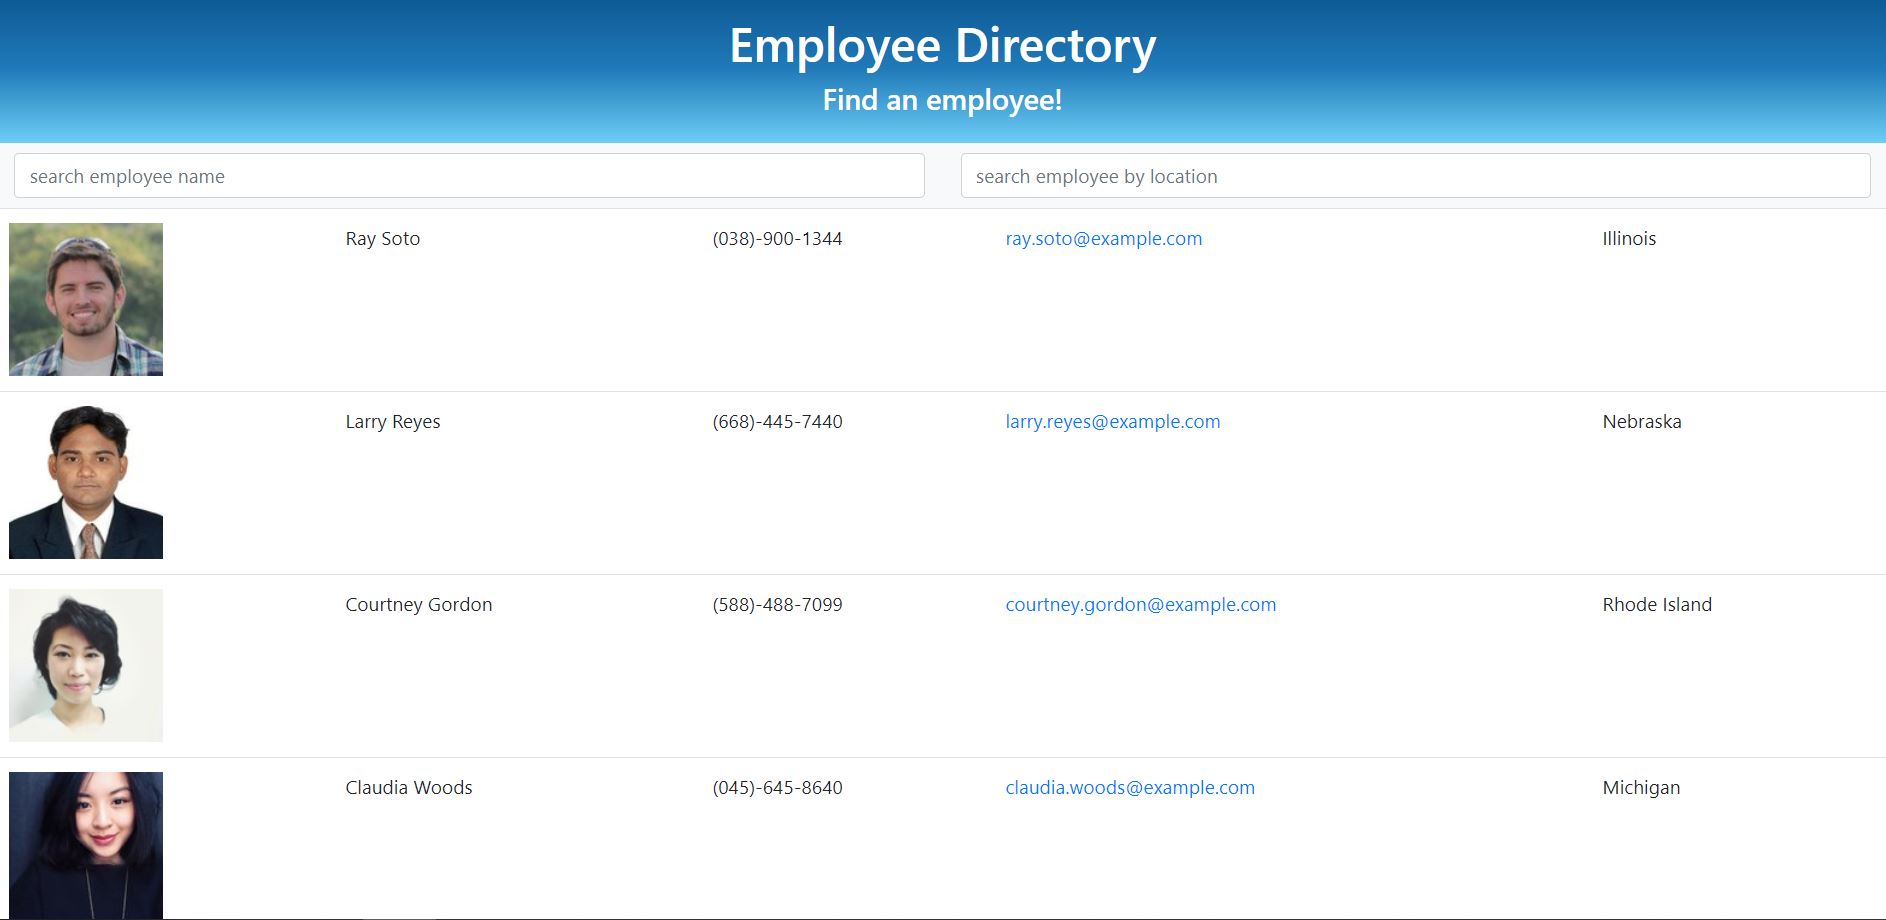 Employee Directory
Find an employee!
search employee name search employee by location
Ray Soto (038)-900-1344 ray.soto@example.com Illinois
Larry Reyes (668)-445-7440 larry.reyes@example.com Nebraska
Courtney Gordon (588)-488-7099 courtney.gordon@example.com Rhode Island
Claudia Woods (045)-645-8640 claudia.woods@example.com Michigan